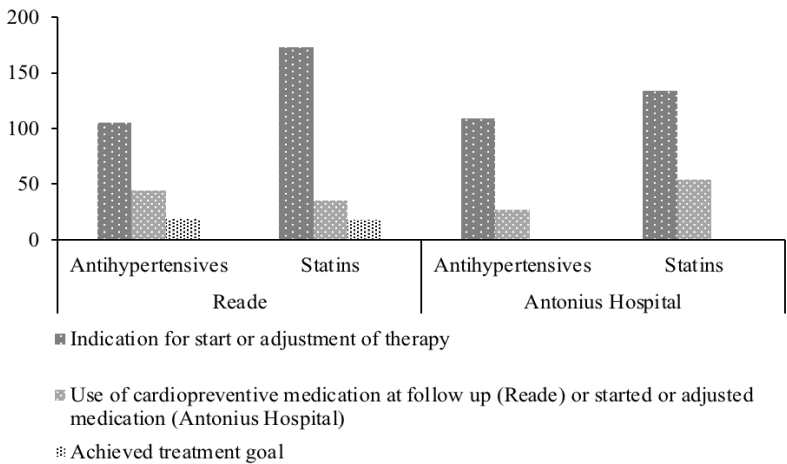 200
150
100
50
0
Antihypertensives Statins Antihypertensives Statins
Reade Antonius Hospital
Indication for start or adjustment of therapy
Use of cardiopreventive medication at follow up (Reade) or started or adjusted
medication (Antonius Hospital)
Achieved treatment goal